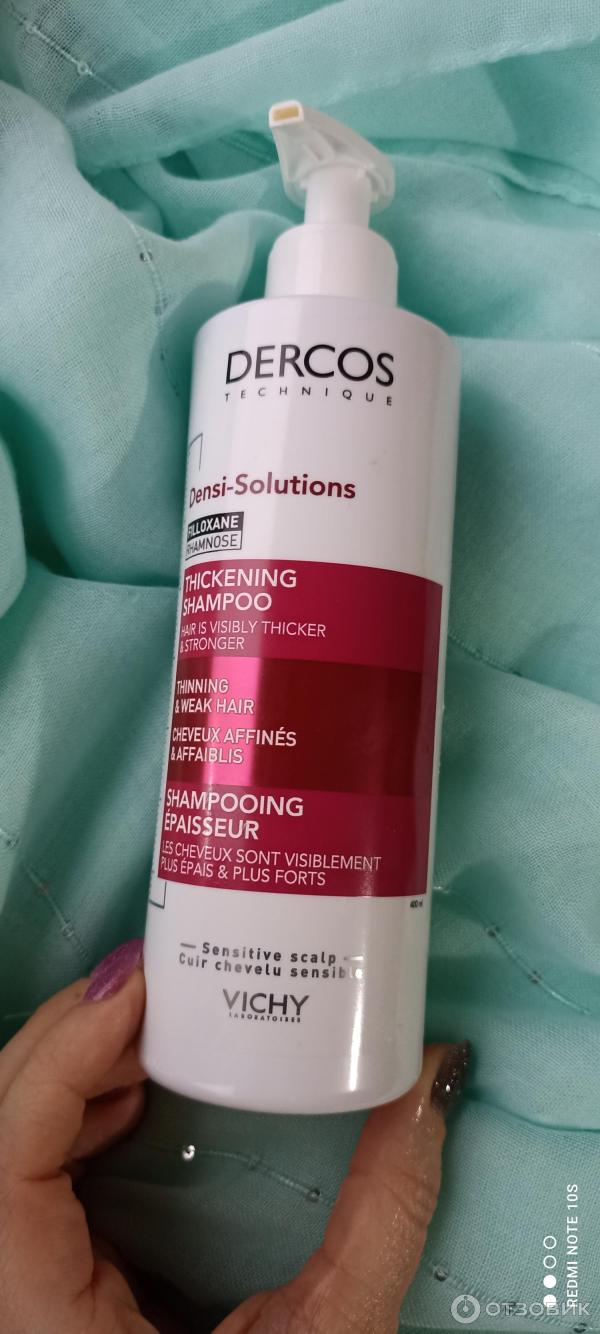 DERCOS
TECHNIQUE
Densi-Solutions
FILLOXANE
RHAMNOSE
THICKENING
SHAMPOO
HAIR IS VISIBLY THICKER
& STRONGER
THINNING
& WEAK HAIR
CHEVEUX AFFINÉS
& AFFAIBLIS
SHAMPOOING
ÉPAISSEUR
LES CHEVEUX SONT VISIBLEMENT
PLUS ÉPAIS & PLUS FORTS
400 ml
Sensitive scalp
Cuir chevelu sensible
VICHY
LABORATOIRES
REDMI NOTE 10S
ОТЗОВИК